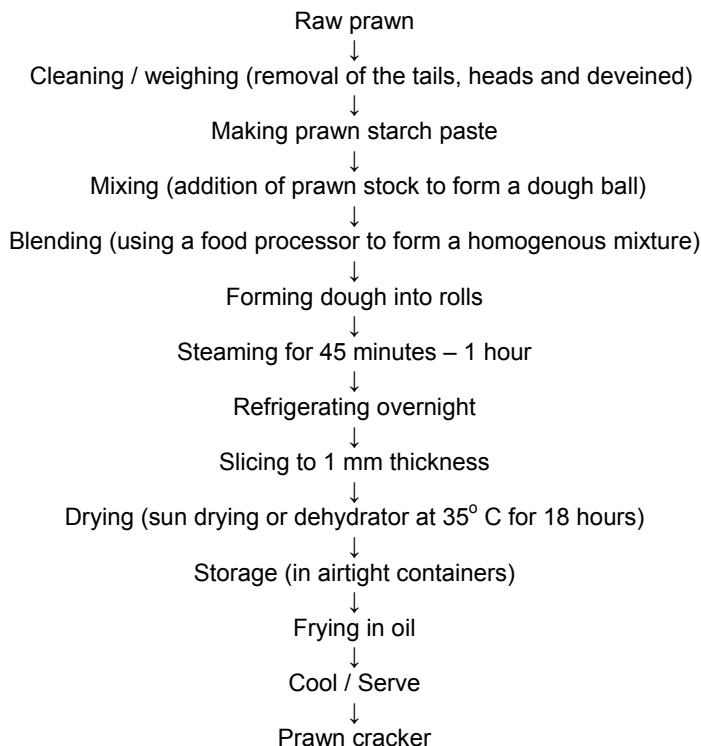 Raw prawn
↓
Cleaning / weighing (removal of the tails, heads and deveined)
↓
Making prawn starch paste
↓
Mixing (addition of prawn stock to form a dough ball)
↓
Blending (using a food processor to form a homogenous mixture)
↓
Forming dough into rolls
↓
Steaming for 45 minutes – 1 hour
↓
Refrigerating overnight
↓
Slicing to 1 mm thickness
↓
Drying (sun drying or dehydrator at 35° C for 18 hours)
↓
Storage (in airtight containers)
↓
Frying in oil
↓
Cool / Serve
↓
Prawn cracker